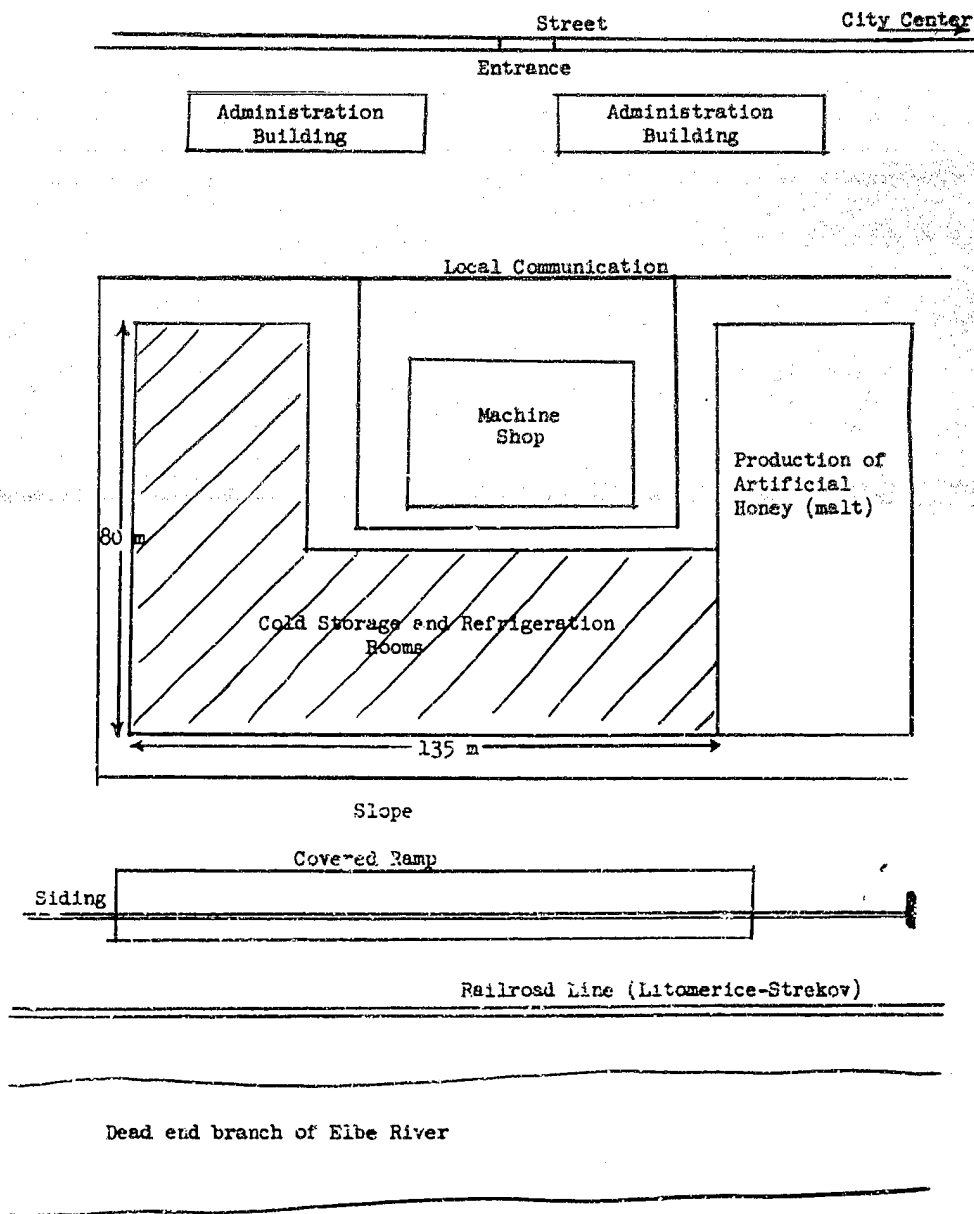 Street
City Center
Entrance
Administration
Building
Administration
Building
Local Communication
Machine
Shop
Production of
Artificial
Honey (malt)
80 m
Cold Storage and Refrigeration
Rooms
135 m
Slope
Covered Ramp
Siding
Railroad Line (Litomerice-Strekov)
Dead end branch of Elbe River